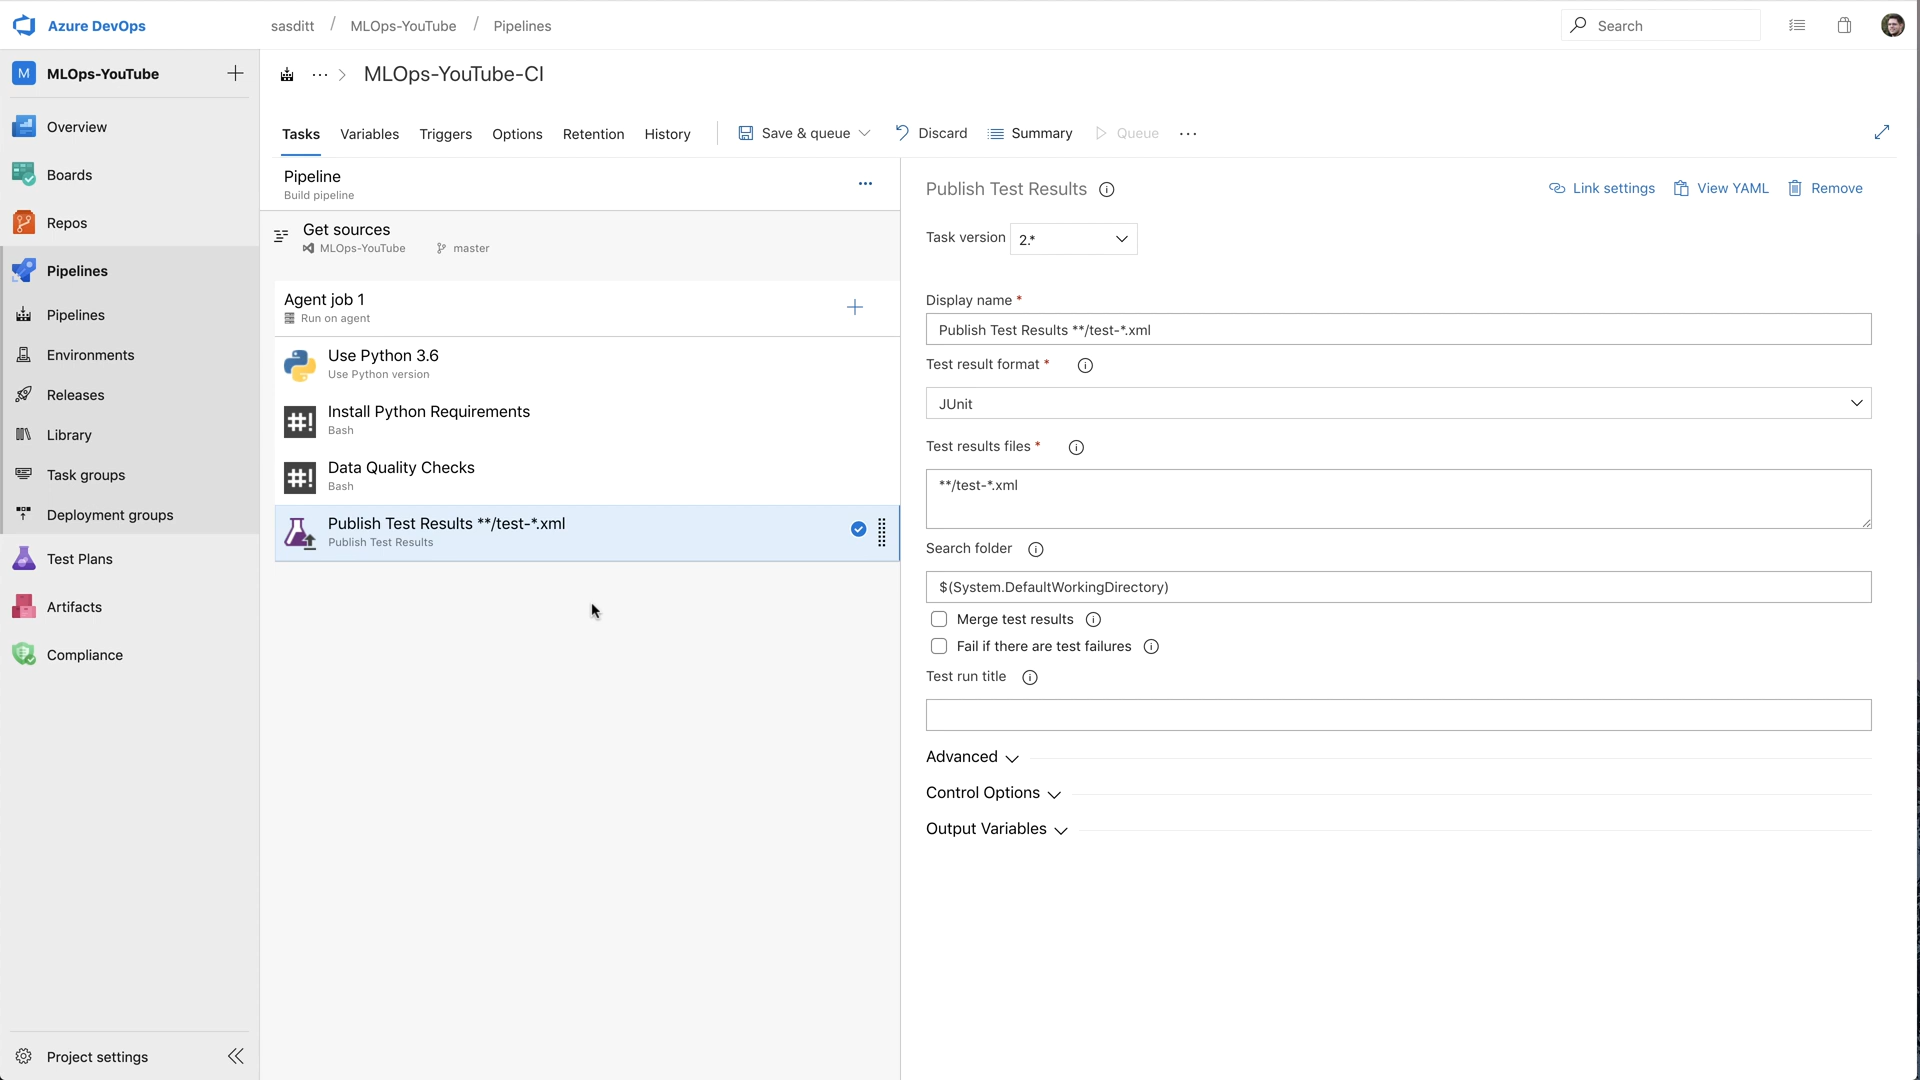 Azure DevOps
sasditt / MLOps-YouTube / Pipelines
Search
M MLOps-YouTube
Overview
Boards
Repos
Pipelines
Pipelines
Environments
Releases
Library
Task groups
Deployment groups
Test Plans
Artifacts
Compliance
Project settings
MLOps-YouTube-CI
Tasks Variables Triggers Options Retention History Save & queue Discard Summary Queue
Pipeline
Build pipeline
Get sources
MLOps-YouTube master
Agent job 1
Run on agent
Use Python 3.6
Use Python version
#! Install Python Requirements
Bash
#! Data Quality Checks
Bash
Publish Test Results **/test-*.xml
Publish Test Results
Publish Test Results Link settings View YAML Remove
Task version 2.*
Display name *
Publish Test Results **/test-*.xml
Test result format *
JUnit
Test results files *
**/test-*.xml
Search folder
$(System.DefaultWorkingDirectory)
Merge test results
Fail if there are test failures
Test run title
Advanced
Control Options
Output Variables